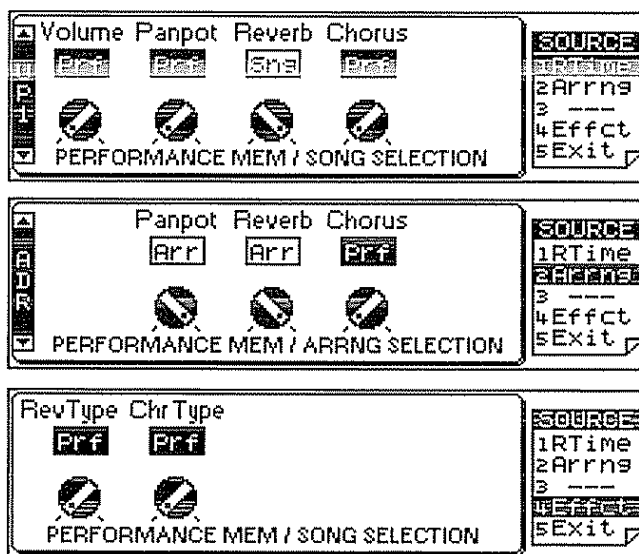 Volume Panpot Reverb Chorus
Prf Prf Sng Prf
PERFORMANCE MEM / SONG SELECTION
SOURCE
1RTime
2Arrng
3 ---
4Effct
5Exit
Panpot Reverb Chorus
Arr Arr Prf
ADR
PERFORMANCE MEM / ARRNG SELECTION
SOURCE
1RTime
2Arrng
3 ---
4Effct
5Exit
RevType ChrType
Prf Prf
PERFORMANCE MEM / SONG SELECTION
SOURCE
1RTime
2Arrng
3 ---
4Effct
5Exit